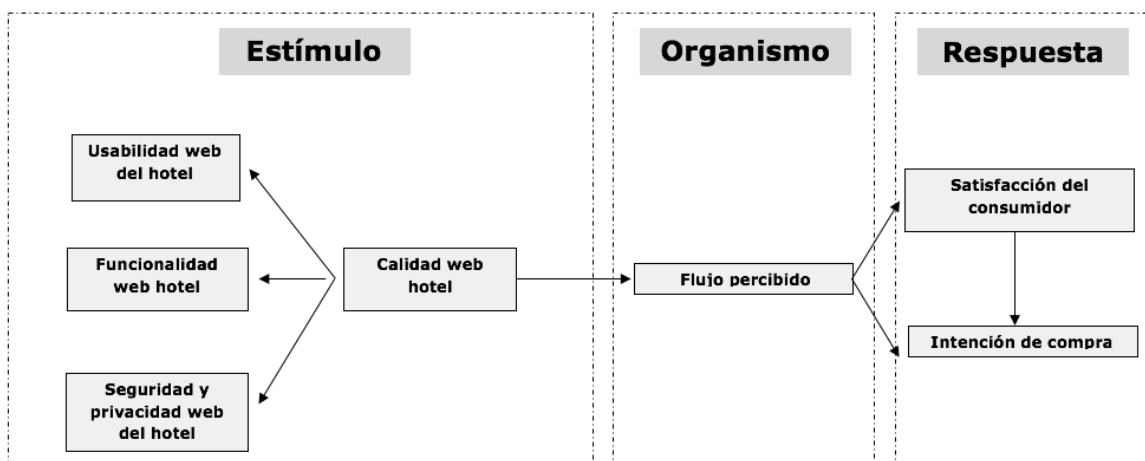 Estímulo
Usabilidad web
del hotel
Funcionalidad
web hotel
Seguridad y
privacidad web
del hotel
Calidad web
hotel
Organismo
Flujo percibido
Respuesta
Satisfacción del
consumidor
Intención de compra